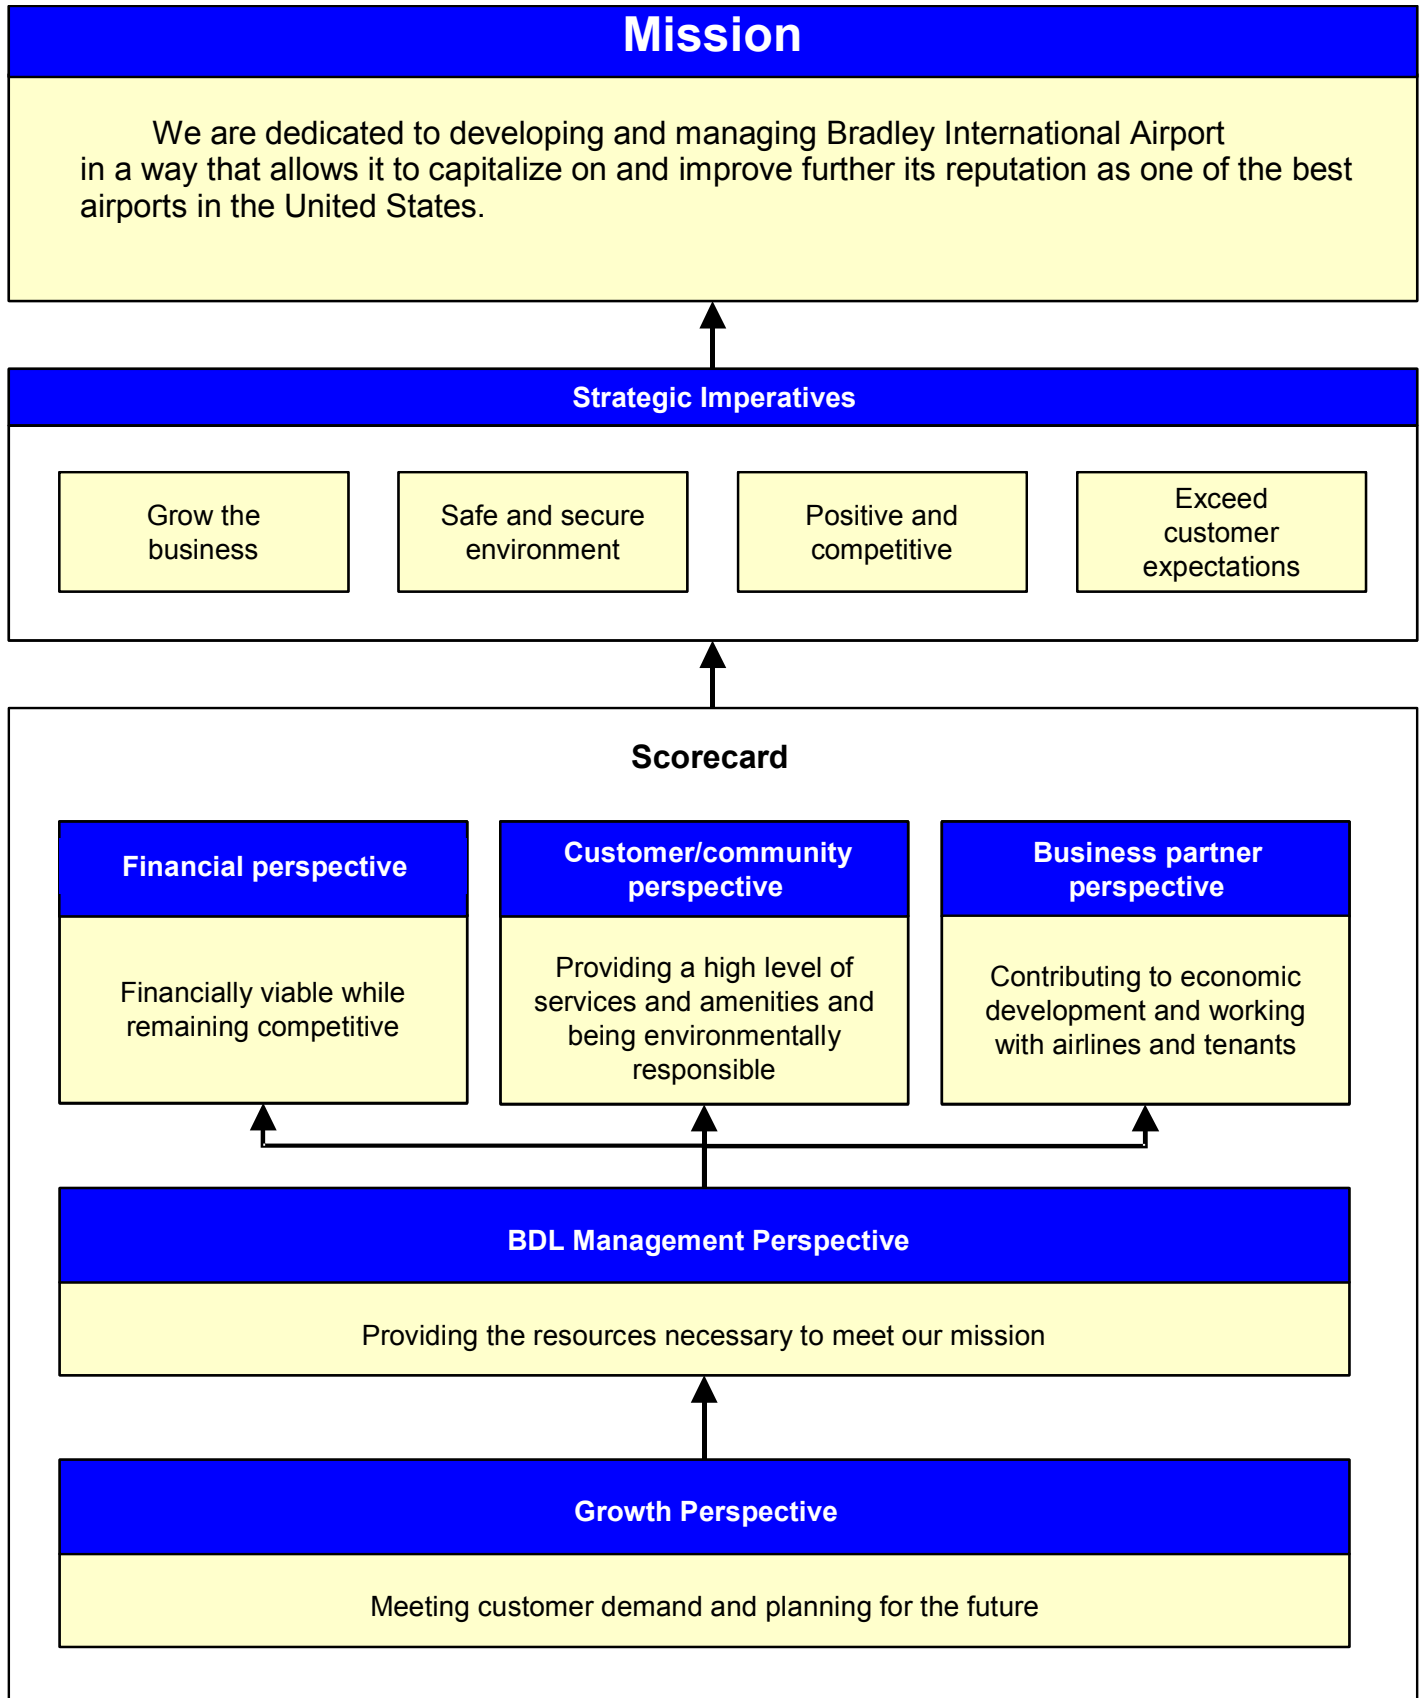 Mission
We are dedicated to developing and managing Bradley International Airport
in a way that allows it to capitalize on and improve further its reputation as one of the best
airports in the United States.
Strategic Imperatives
Grow the
business
Safe and secure
environment
Positive and
competitive
Exceed
customer
expectations
Scorecard
Financial perspective
Financially viable while
remaining competitive
Customer/community
perspective
Providing a high level of
services and amenities and
being environmentally
responsible
Business partner
perspective
Contributing to economic
development and working
with airlines and tenants
BDL Management Perspective
Providing the resources necessary to meet our mission
Growth Perspective
Meeting customer demand and planning for the future